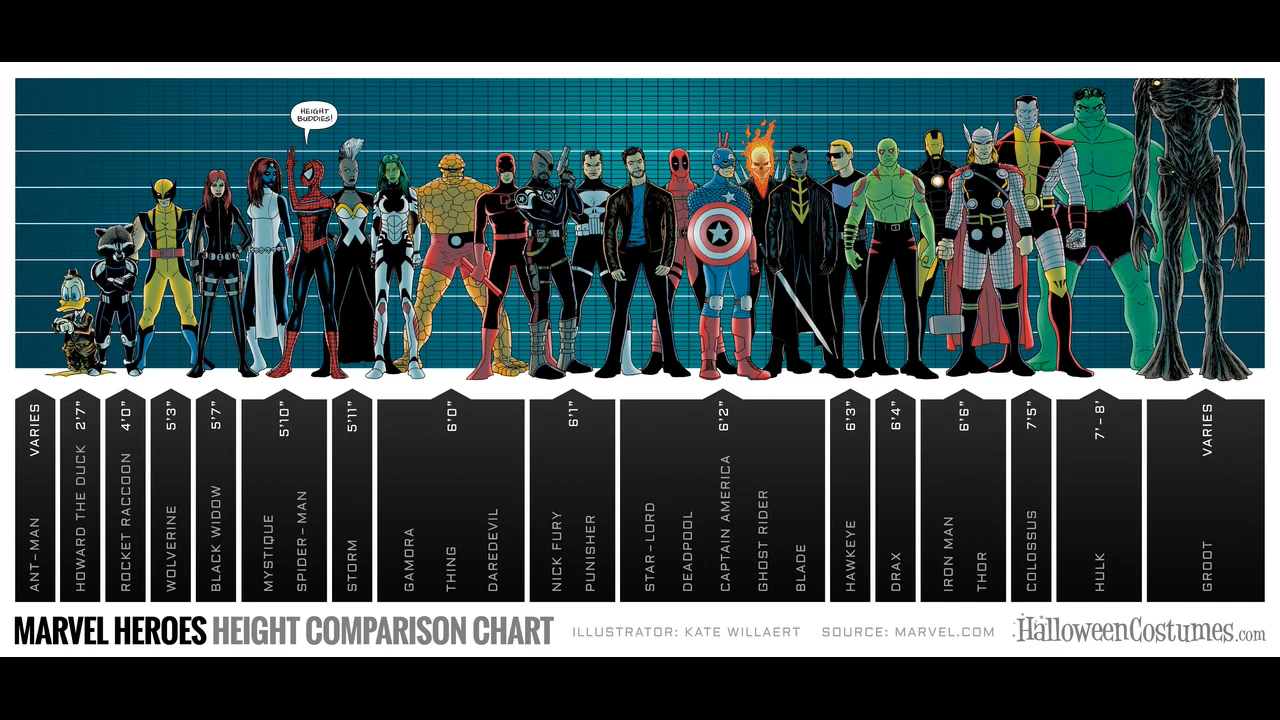 HEIGHT
BUDDIES!
VARIES
ANT-MAN
2'7"
HOWARD THE DUCK
4'0"
ROCKET RACCOON
5'3"
WOLVERINE
5'7"
BLACK WIDOW
5'10"
MYSTIQUE
SPIDER-MAN
5'11"
STORM
6'0"
GAMORA
THING
DAREDEVIL
6'1"
NICK FURY
PUNISHER
6'2"
STAR-LORD
DEADPOOL
CAPTAIN AMERICA
GHOST RIDER
BLADE
6'3"
HAWKEYE
6'4"
DRAX
6'6"
IRON MAN
THOR
7'5"
COLOSSUS
7'-8'
HULK
VARIES
GROOT
MARVEL HEROES HEIGHT COMPARISON CHART
ILLUSTRATOR: KATE WILLAERT
SOURCE: MARVEL.COM
HalloweenCostumes.com